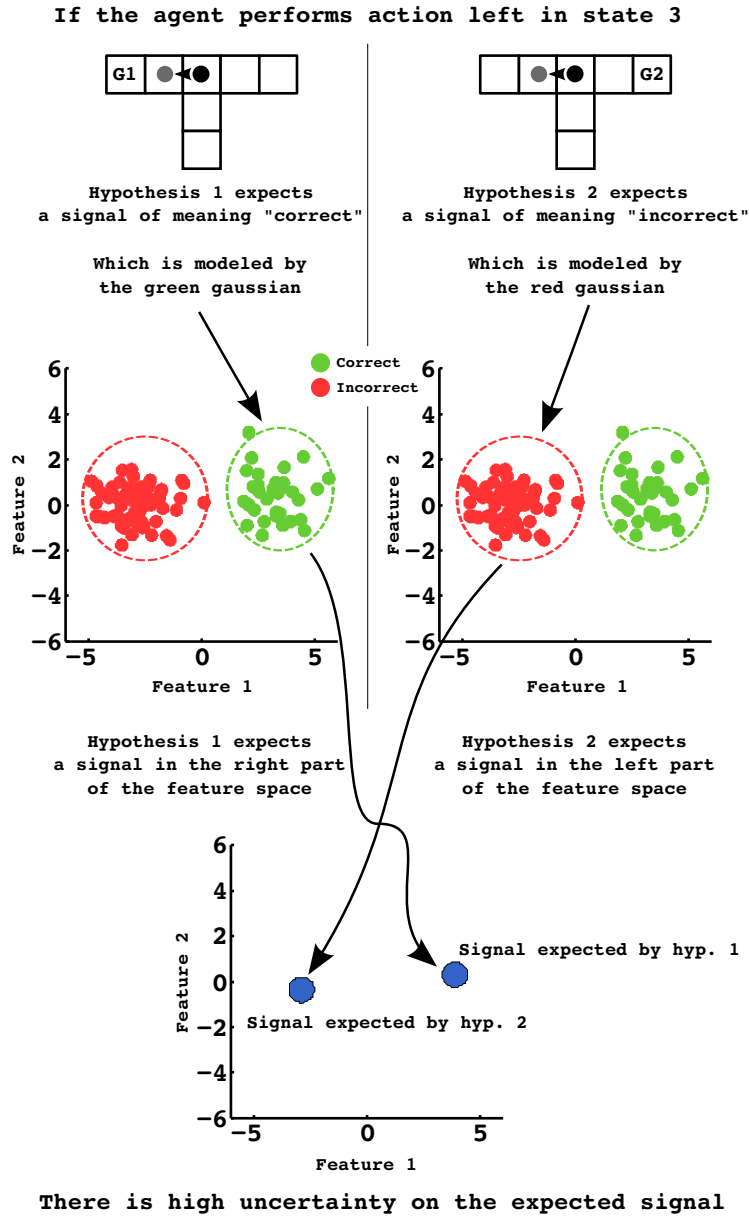 If the agent performs action left in state 3
G1
G2
Hypothesis 1 expects
a signal of meaning "correct"
Hypothesis 2 expects
a signal of meaning "incorrect"
Which is modeled by
the green gaussian
Which is modeled by
the red gaussian
Correct
Incorrect
6
4
2
0
−2
−4
−6
−5
0
5
Feature 2
Feature 1
6
4
2
0
−2
−4
−6
−5
0
5
Feature 2
Feature 1
Hypothesis 1 expects
a signal in the right part
of the feature space
Hypothesis 2 expects
a signal in the left part
of the feature space
6
4
2
0
−2
−4
−6
−5
0
5
Feature 2
Feature 1
Signal expected by hyp. 1
Signal expected by hyp. 2
There is high uncertainty on the expected signal